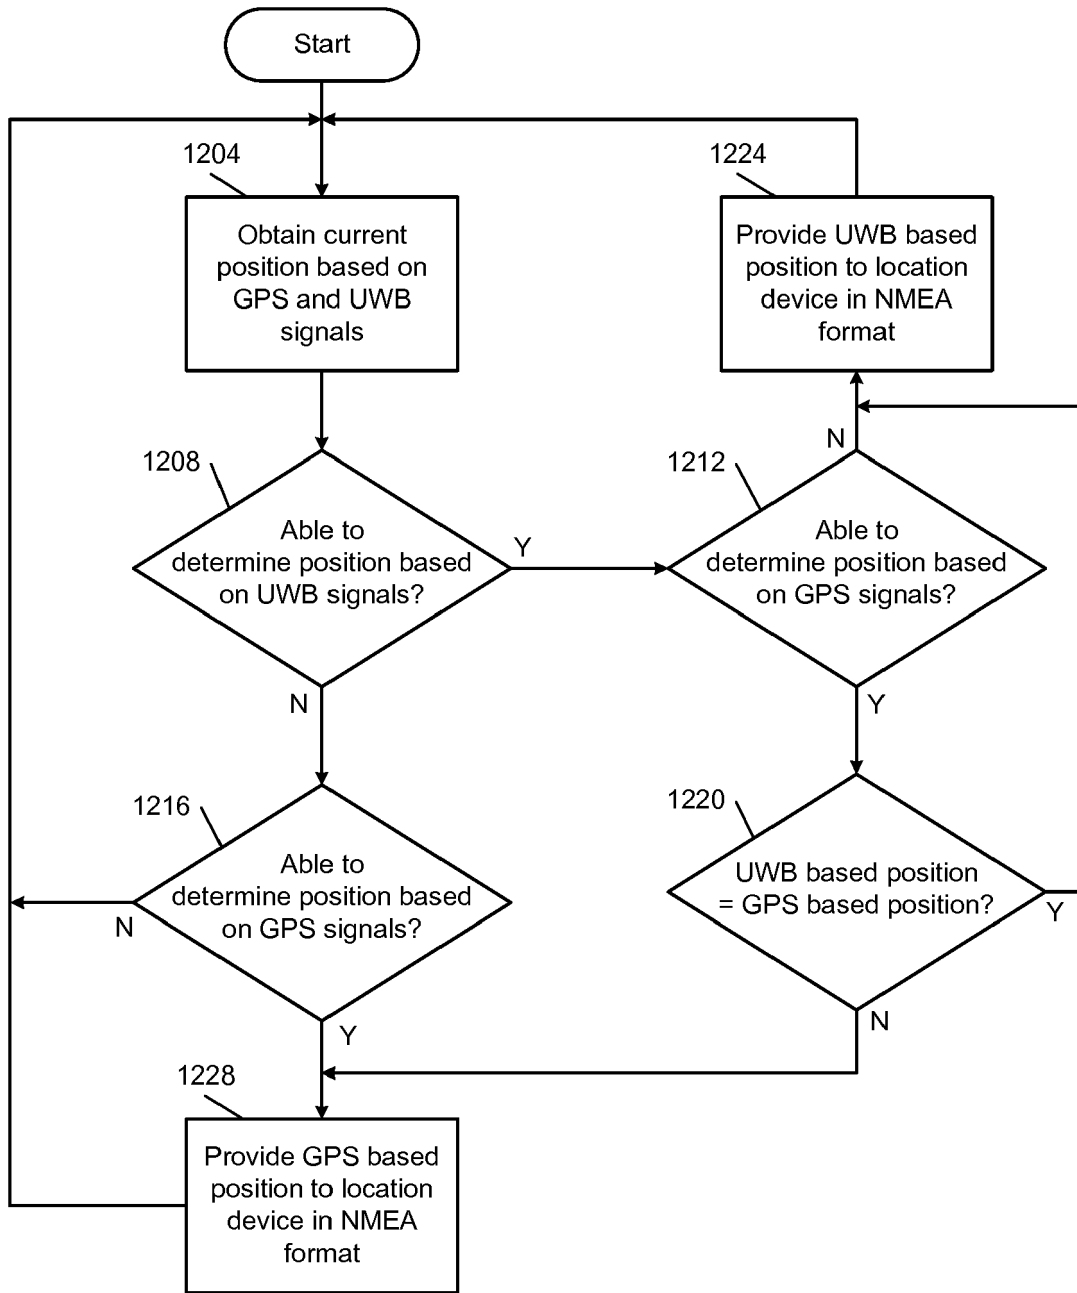 Start
1204
Obtain current
position based on
GPS and UWB
signals
1224
Provide UWB based
position to location
device in NMEA
format
1208
Able to
determine position based
on UWB signals?
Y
N
1212
N
Able to
determine position based
on GPS signals?
Y
1216
Able to
determine position based
on GPS signals?
N
Y
1220
UWB based position
= GPS based position?
Y
N
1228
Provide GPS based
position to location
device in NMEA
format